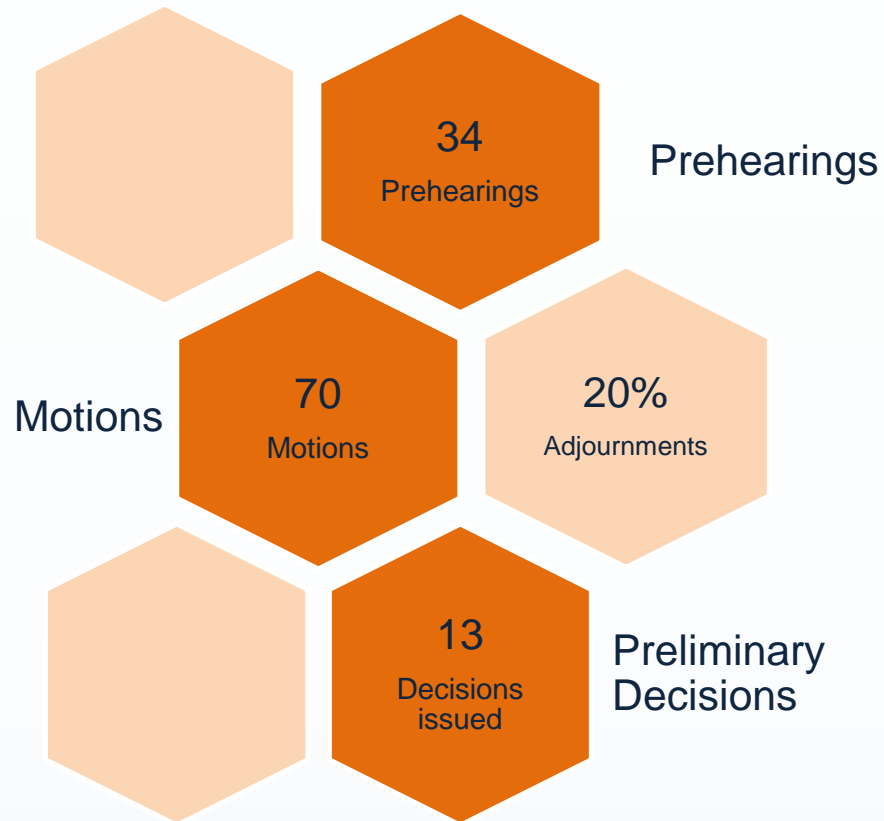 34
Prehearings
Prehearings
70
Motions
Motions
20%
Adjournments
13
Decisions
issued
Preliminary
Decisions